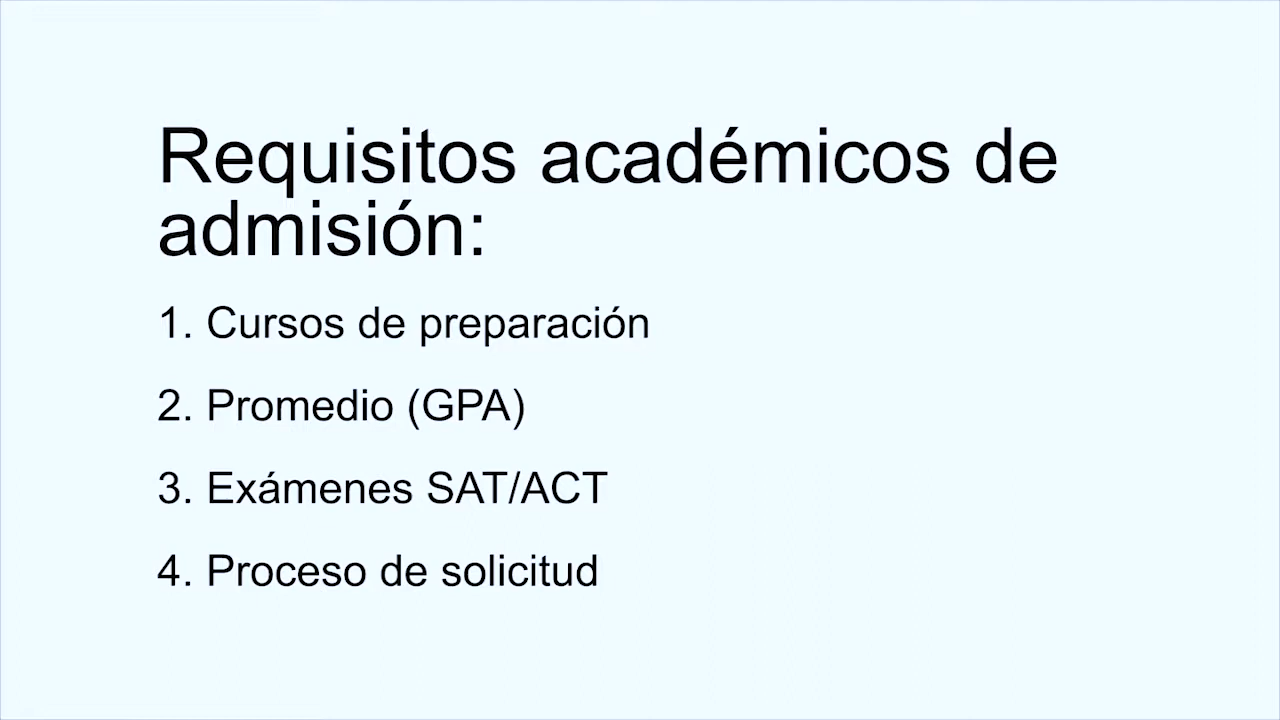 Requisitos académicos de
admisión:
1. Cursos de preparación
2. Promedio (GPA)
3. Exámenes SAT/ACT
4. Proceso de solicitud